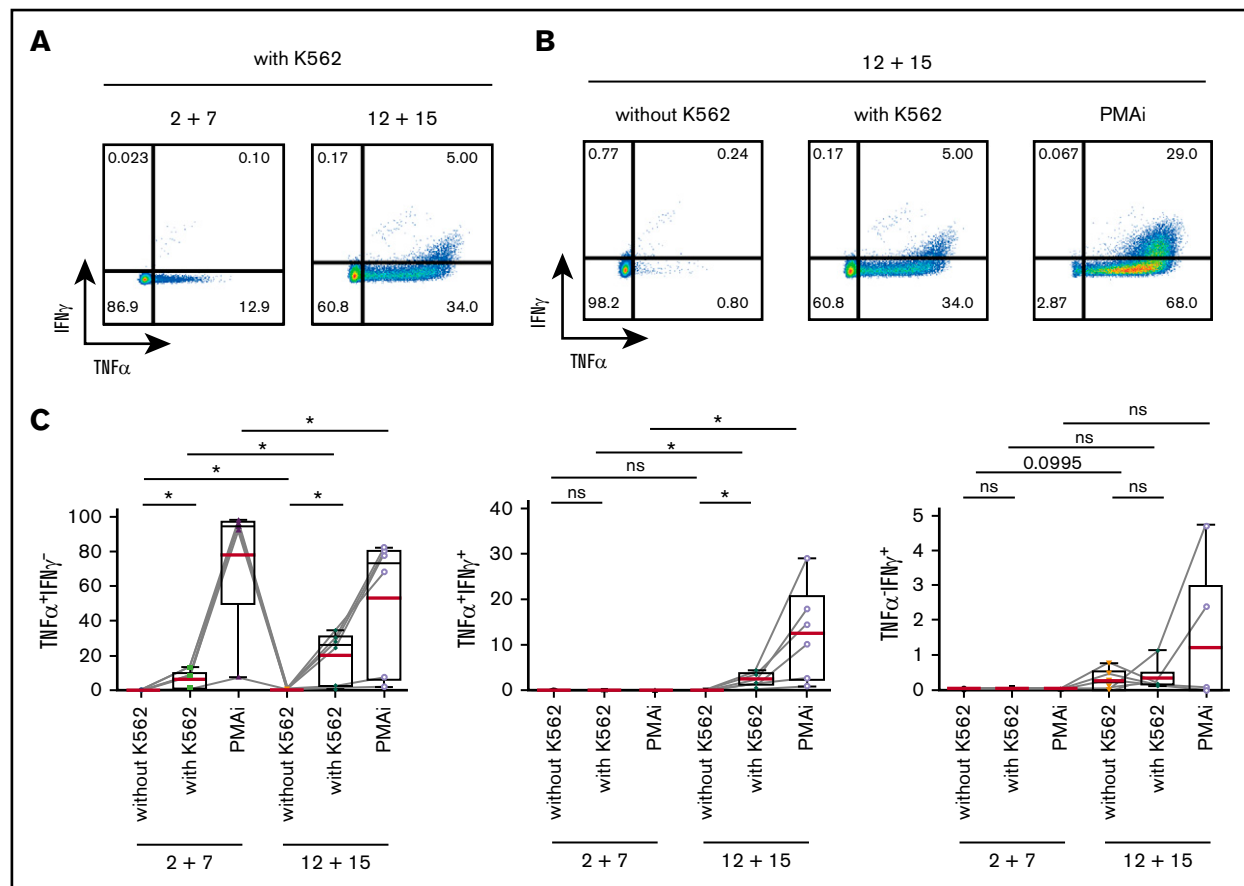 A
with K562
2 + 7
12 + 15
0.023
0.10
86.9
12.9
0.17
5.00
60.8
34.0
IFNγ
TNFα
B
12 + 15
without K562
with K562
PMAi
0.77
0.24
98.2
0.80
0.17
5.00
60.8
34.0
0.067
29.0
2.87
68.0
IFNγ
TNFα
C
*
*
*
*
*
TNFα⁺IFNγ⁻
100
80
60
40
20
0
without K562
with K562
PMAi
without K562
with K562
PMAi
2 + 7
12 + 15
*
*
ns
ns
*
TNFα⁺IFNγ⁺
40
30
20
10
0
without K562
with K562
PMAi
without K562
with K562
PMAi
2 + 7
12 + 15
ns
ns
0.0995
ns
ns
TNFα⁻IFNγ⁺
5
4
3
2
1
0
without K562
with K562
PMAi
without K562
with K562
PMAi
2 + 7
12 + 15